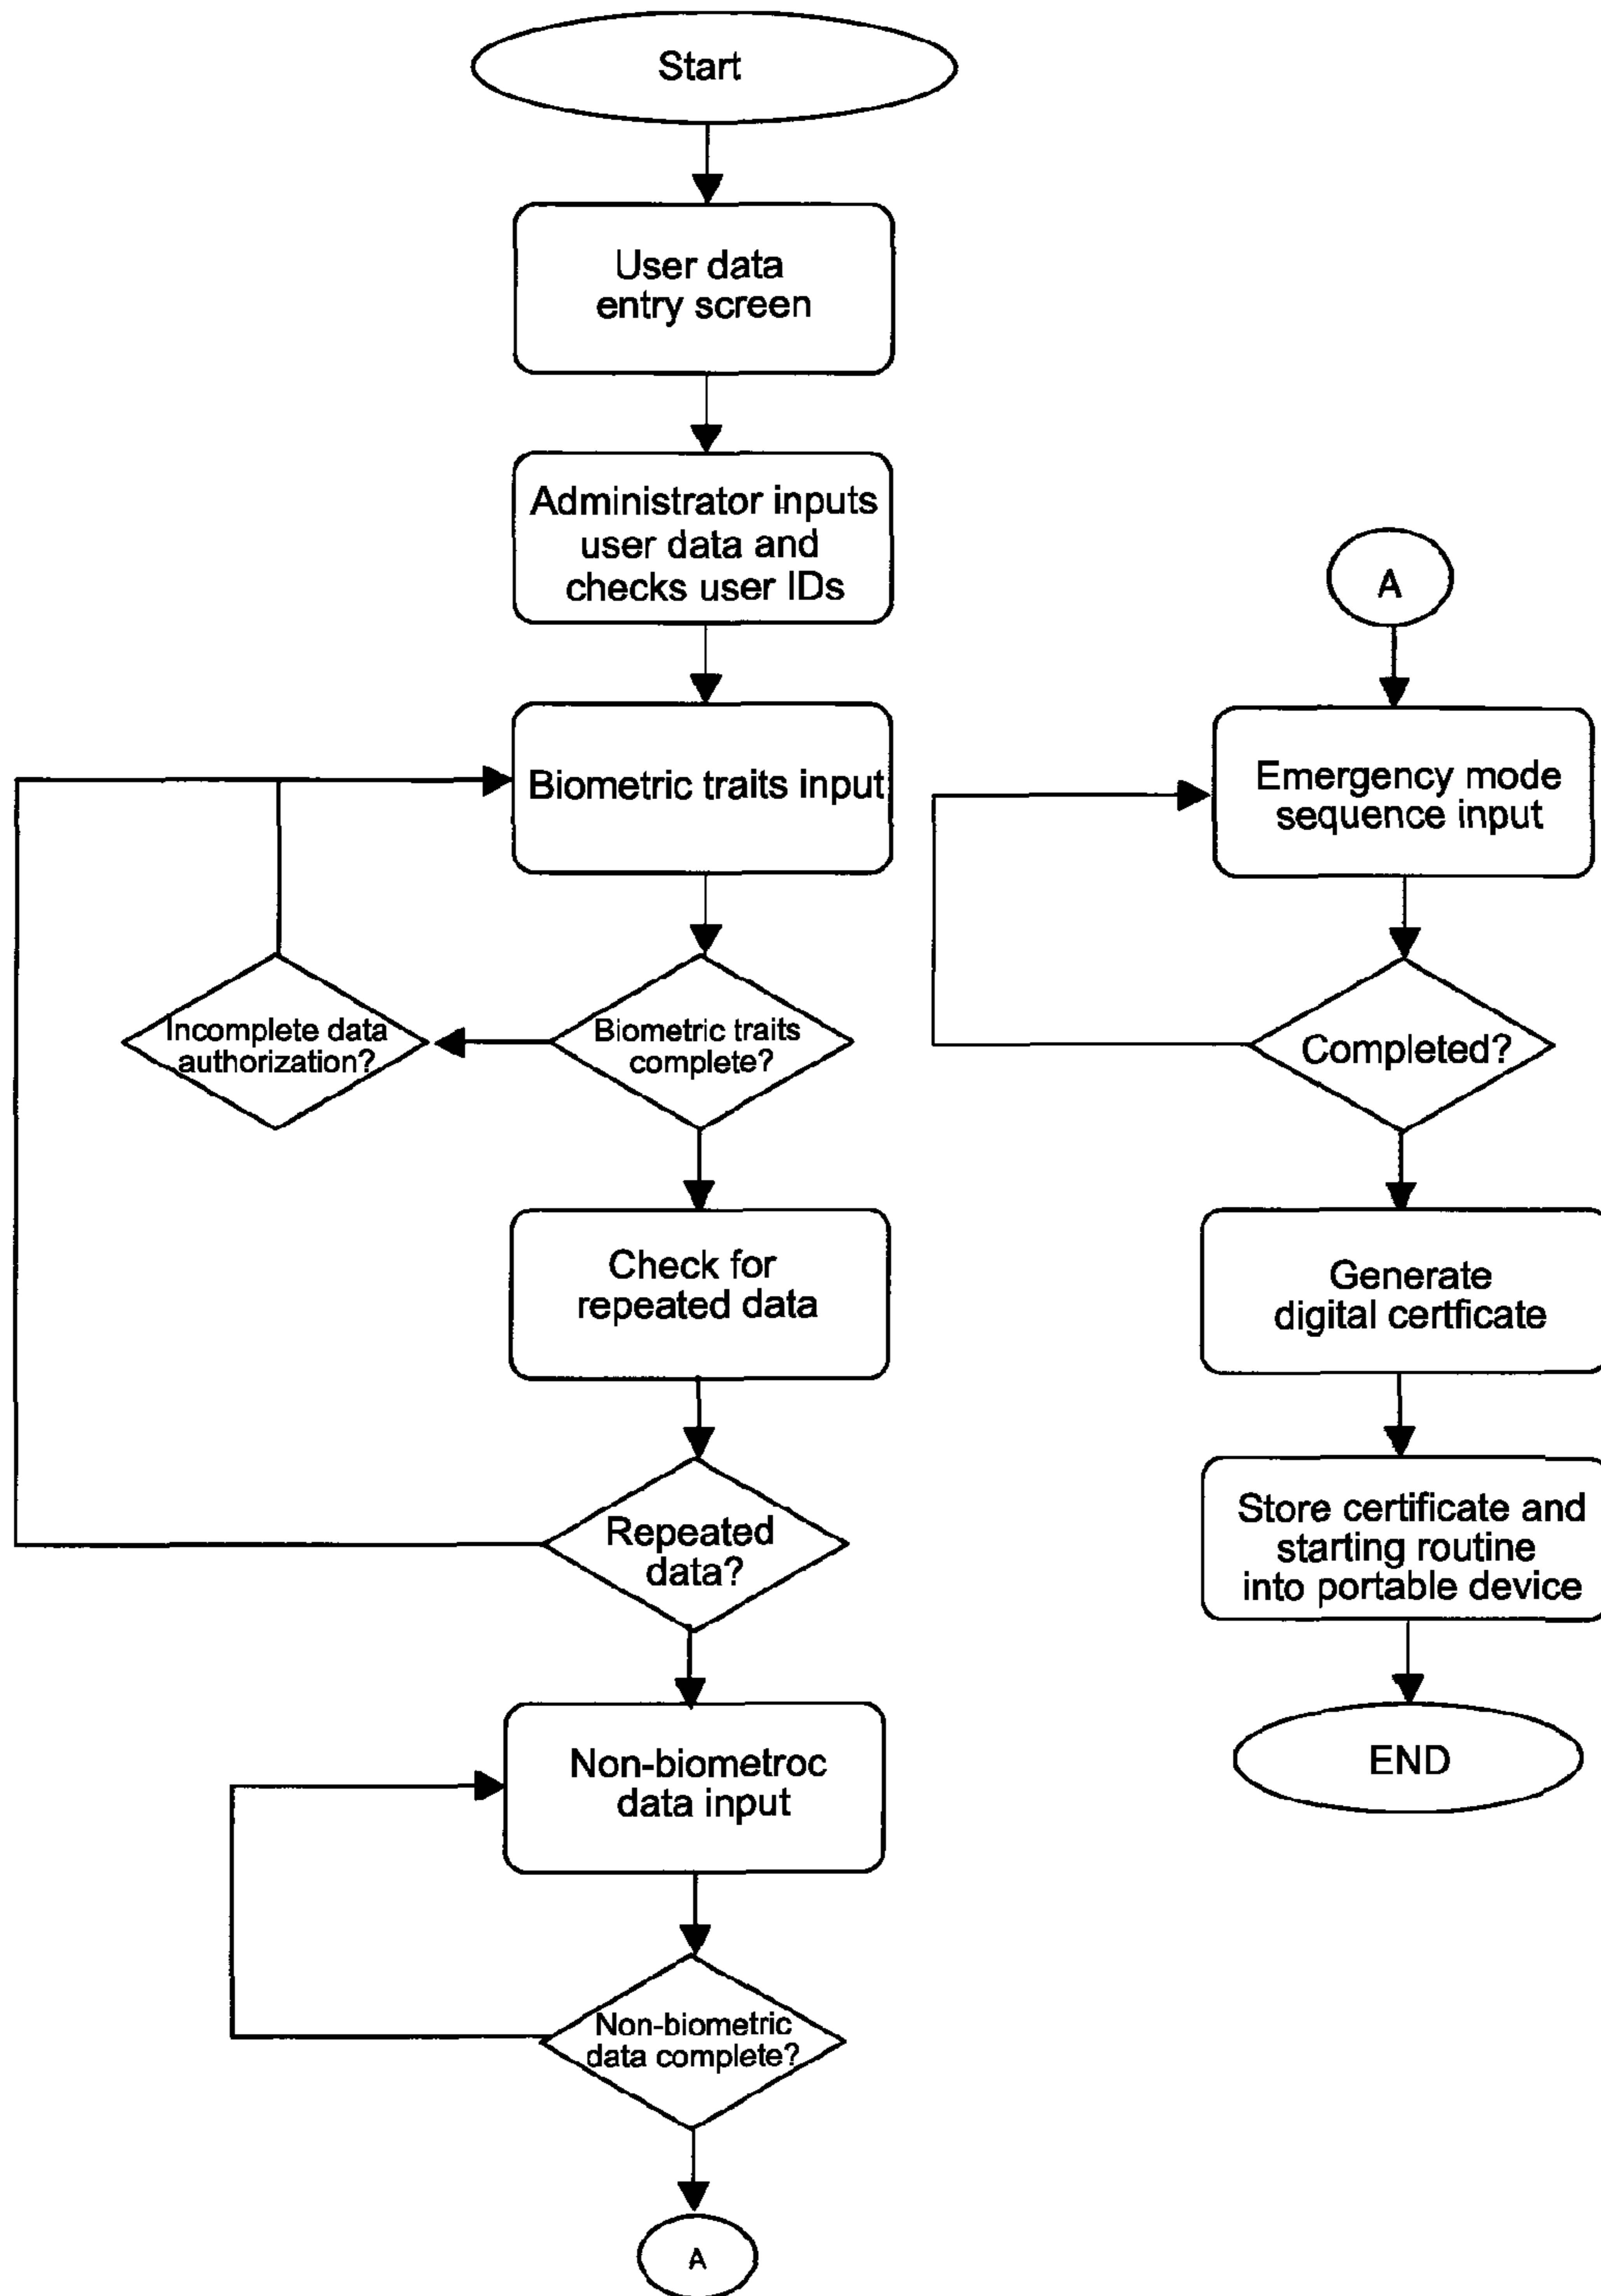 Start
User data
entry screen
Administrator inputs
user data and
checks user IDs
Biometric traits input
Incomplete data
authorization?
Biometric traits
complete?
Check for
repeated data
Repeated
data?
Non-biometroc
data input
Non-biometric
data complete?
A
A
Emergency mode
sequence input
Completed?
Generate
digital certficate
Store certificate and
starting routine
into portable device
END